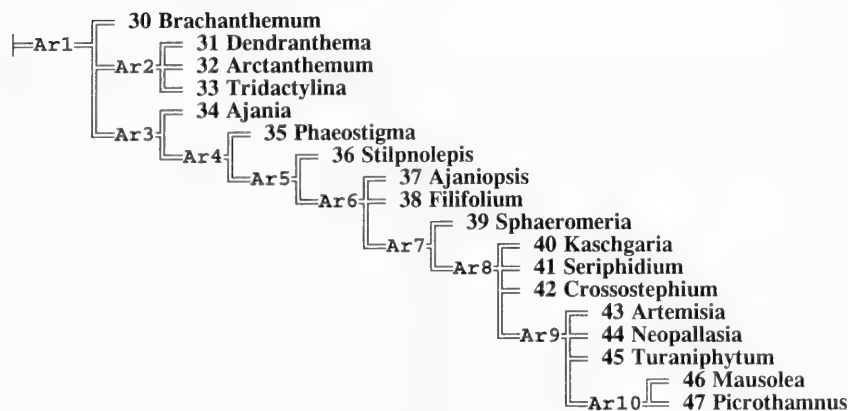 30 Brachanthemum
Ar1
31 Dendranthema
Ar2
32 Arctanthemum
33 Tridactylina
34 Ajania
Ar3
35 Phaeostigma
Ar4
36 Stilpnolepis
Ar5
37 Ajaniopsis
Ar6
38 Filifolium
39 Sphaeromeria
Ar7
40 Kaschgaria
Ar8
41 Seriphidium
42 Crossostephium
43 Artemisia
Ar9
44 Neopallasia
45 Turaniphytum
46 Mausolea
Ar10
47 Picrothamnus